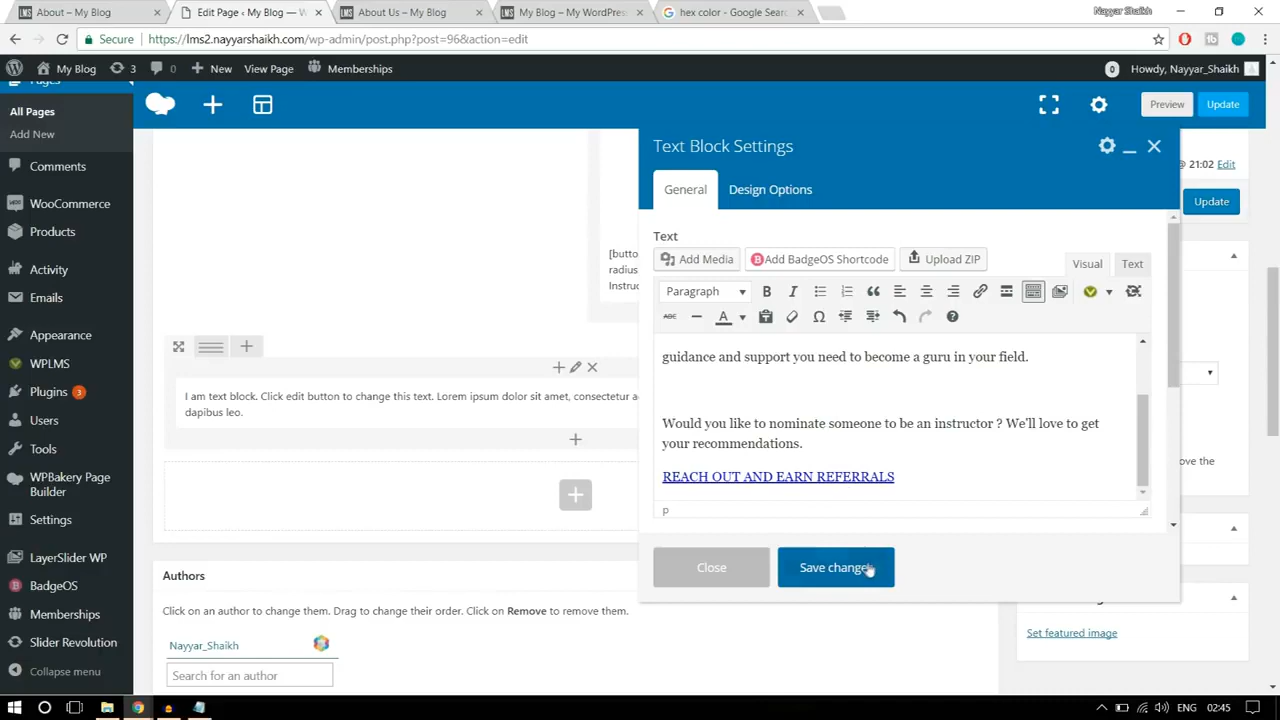 About – My Blog
Edit Page ‹ My Blog — W
About Us – My Blog
My Blog – My WordPress
hex color - Google Sear
Nayyar Shaikh
Secure
https://lms2.nayyarshaikh.com/wp-admin/post.php?post=96&action=edit
My Blog
3
0
New
View Page
Memberships
0
Howdy, Nayyar_Shaikh
Pages
All Pages
Add New
Comments
WooCommerce
Products
Activity
Emails
Appearance
WPLMS
Plugins 3
Users
Tools
WPBakery Page
Builder
Settings
LayerSlider WP
BadgeOS
Memberships
Slider Revolution
Collapse menu
Preview
Update
@ 21:02 Edit
Update
[butto
radius
Instruc
I am text block. Click edit button to change this text. Lorem ipsum dolor sit amet, consectetur a
dapibus leo.
Text Block Settings
General
Design Options
Text
Add Media
Add BadgeOS Shortcode
Upload ZIP
Visual
Text
Paragraph
B
I
ABC
A
guidance and support you need to become a guru in your field.
Would you like to nominate someone to be an instructor ? We'll love to get
your recommendations.
REACH OUT AND EARN REFERRALS
p
Close
Save changes
ove the
Set featured image
Authors
Click on an author to change them. Drag to change their order. Click on Remove to remove them.
Nayyar_Shaikh
Search for an author
ENG
02:45